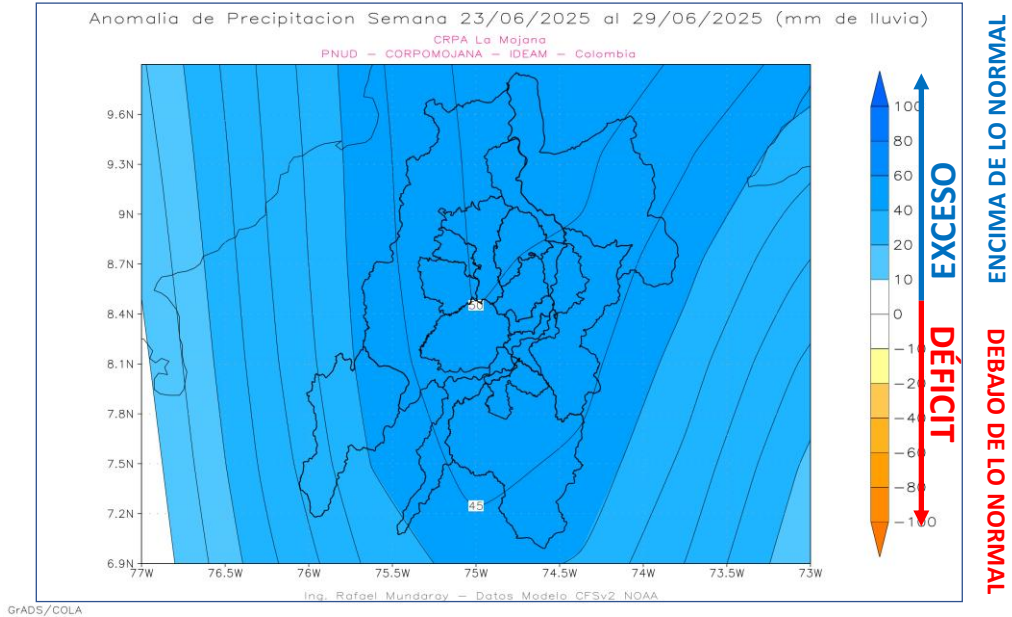 Anomalia de Precipitacion Semana 23/06/2025 al 29/06/2025 (mm de lluvia)
CRPA La Mojana
PNUD – CORPOMOJANA – IDEAM – Colombia
9.6N
9.3N
9N
8.7N
8.4N
8.1N
7.8N
7.5N
7.2N
6.9N
77W
76.5W
76W
75.5W
75W
74.5W
74W
73.5W
73W
50
45
100
80
60
40
20
10
0
−10
−20
−40
−60
−80
−100
EXCESO
DÉFICIT
ENCIMA DE LO NORMAL
DEBAJO DE LO NORMAL
Ing. Rafael Mundaray – Datos Modelo CFSv2 NOAA
GrADS/COLA